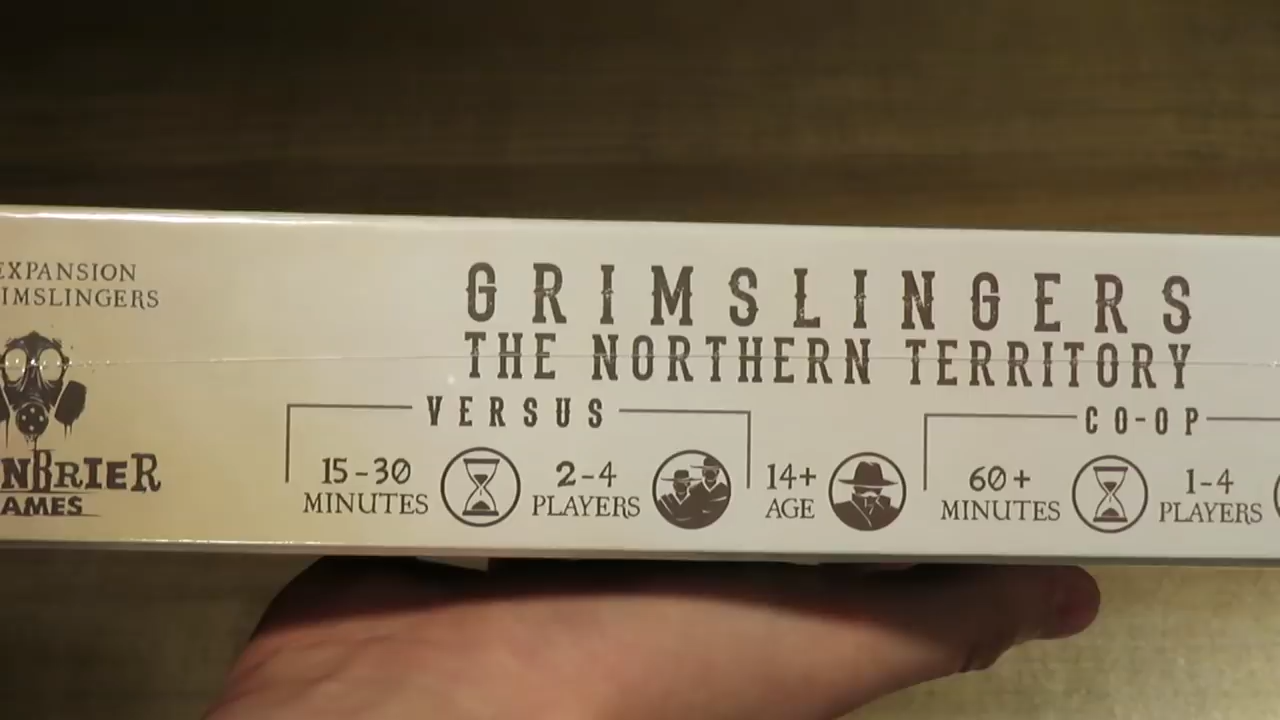 EXPANSION
IMSLINGERS
NBRIER
AMES
GRIMSLINGERS
THE NORTHERN TERRITORY
VERSUS
15-30
MINUTES
2-4
PLAYERS
14+
AGE
CO-OP
60+
MINUTES
1-4
PLAYERS